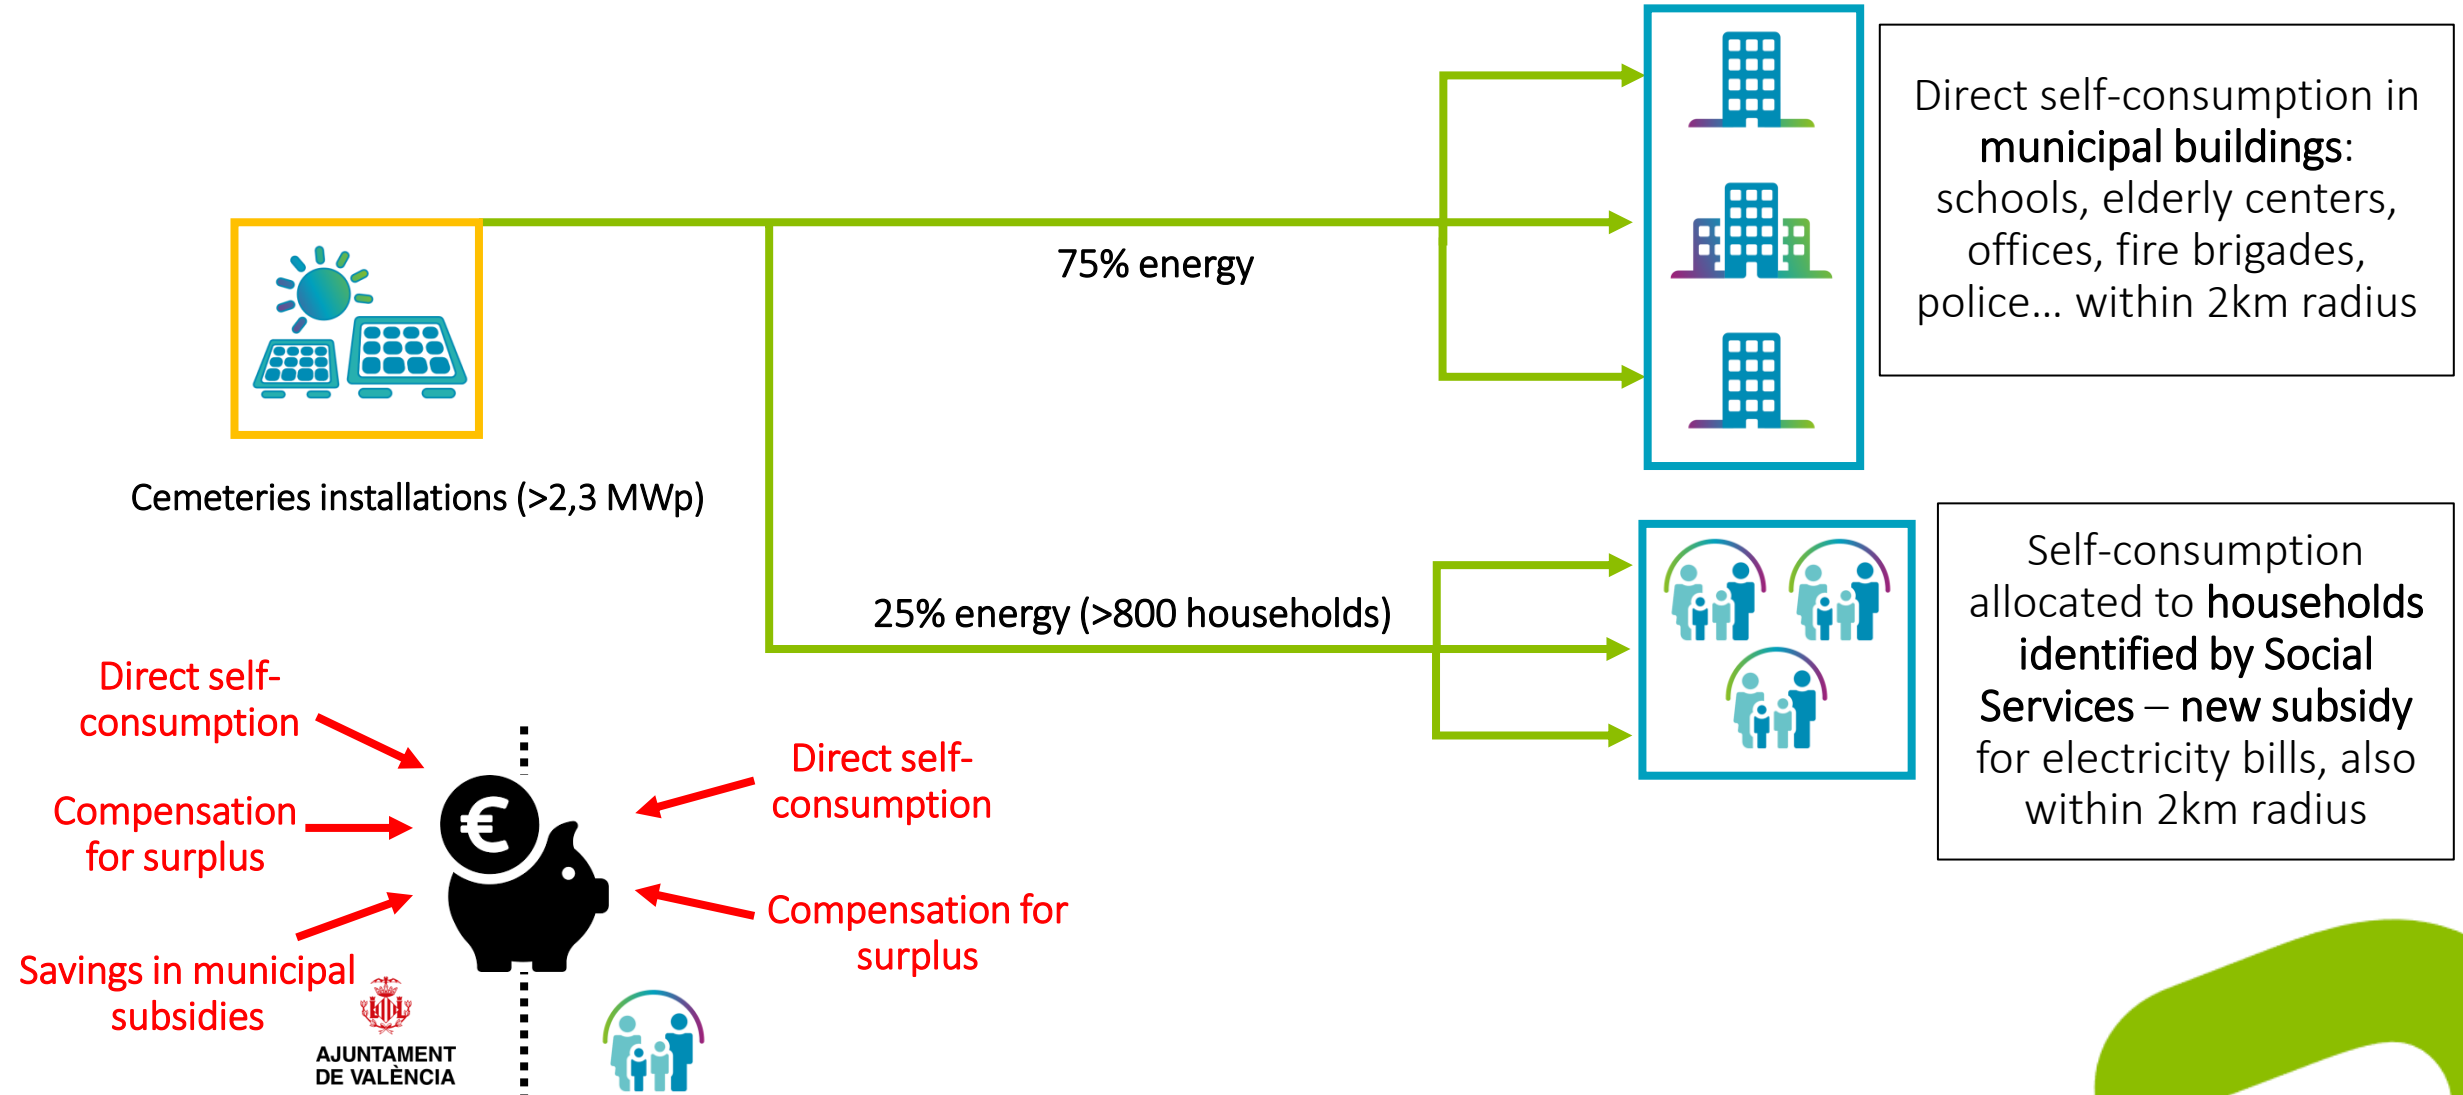 Direct self-consumption in
municipal buildings:
schools, elderly centers,
offices, fire brigades,
police... within 2km radius
75% energy
Cemeteries installations (>2,3 MWp)
25% energy (>800 households)
Self-consumption
allocated to households
identified by Social
Services – new subsidy
for electricity bills, also
within 2km radius
Direct self-
consumption
Compensation
for surplus
Savings in municipal
subsidies
€
Direct self-
consumption
Compensation for
surplus
AJUNTAMENT
DE VALÈNCIA